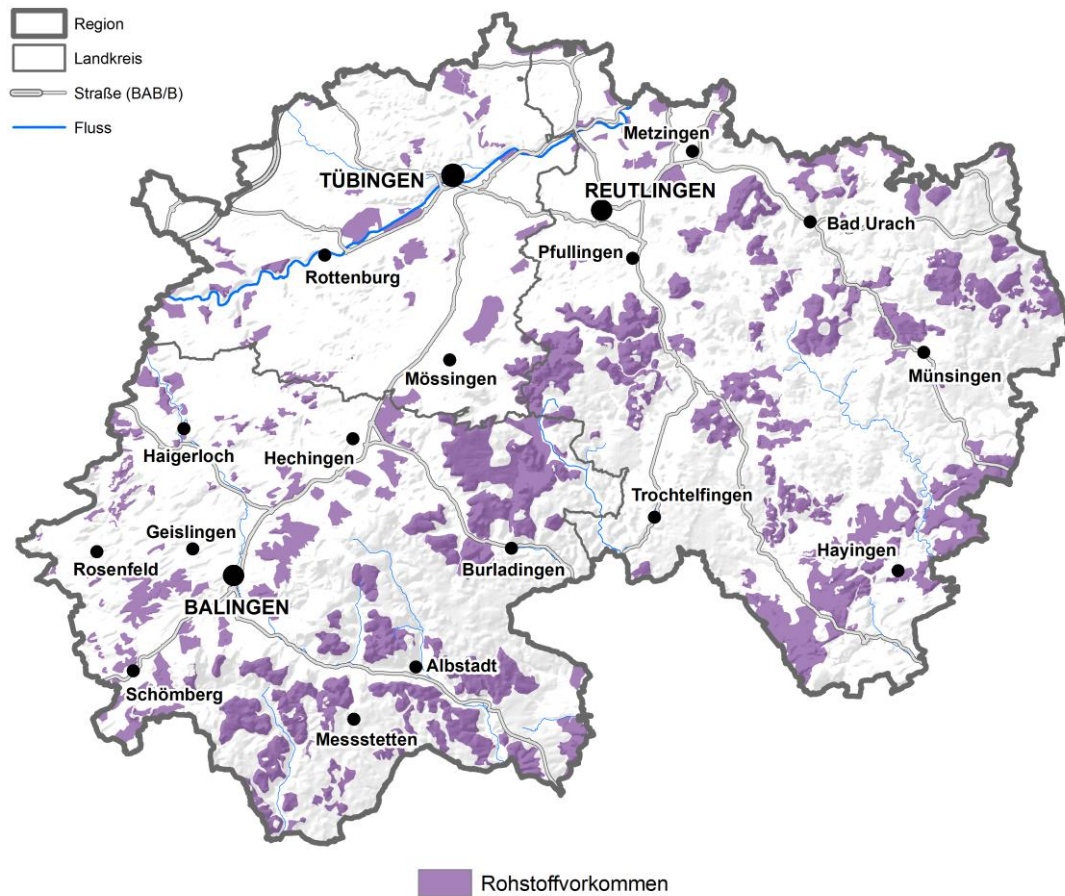 Region
Landkreis
Straße (BAB/B)
Fluss
Metzingen
TÜBINGEN
REUTLINGEN
Bad Urach
Pfullingen
Rottenburg
Münsingen
Mössingen
Haigerloch
Hechingen
Trochtelfingen
Geislingen
Hayingen
Rosenfeld
Burladingen
BALINGEN
Albstadt
Schömberg
Messstetten
Rohstoffvorkommen